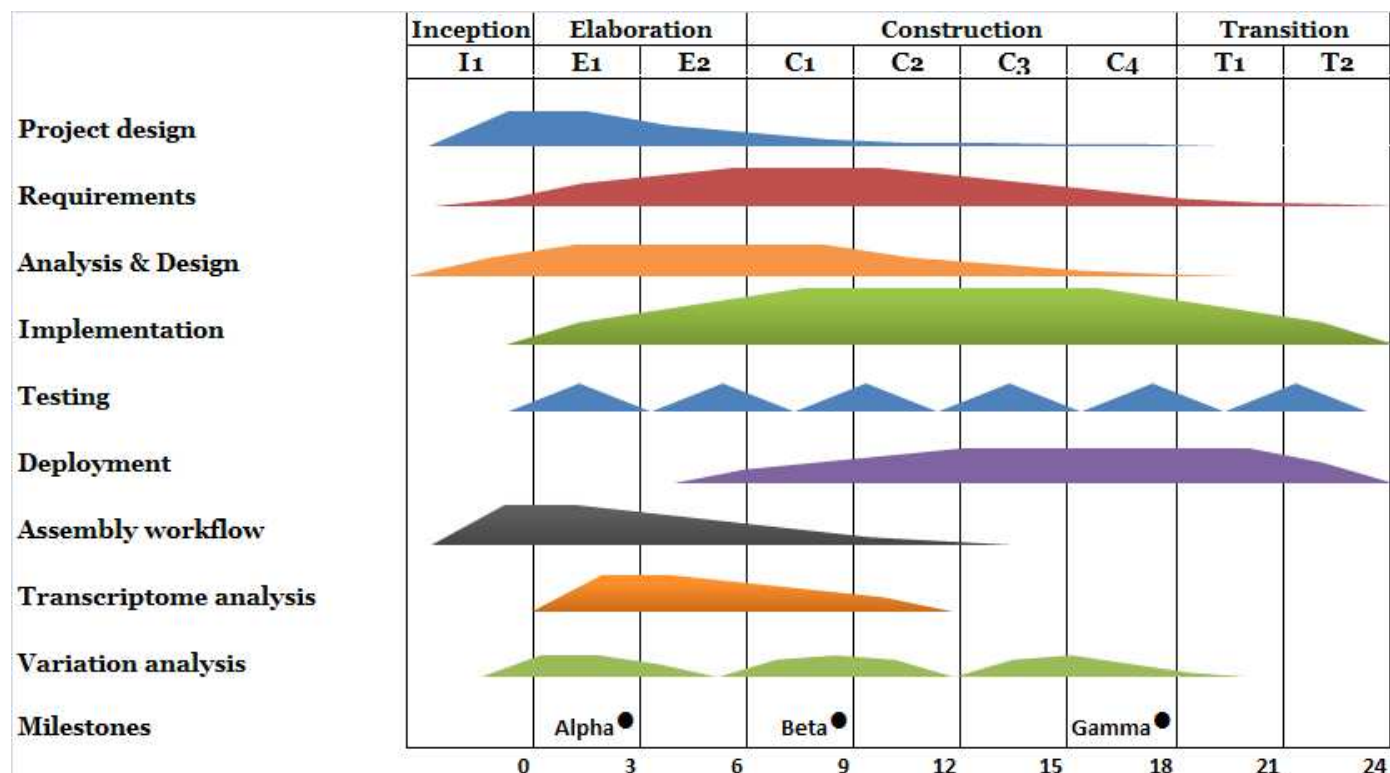 Inception Elaboration Construction Transition
I1 E1 E2 C1 C2 C3 C4 T1 T2
Project design
Requirements
Analysis & Design
Implementation
Testing
Deployment
Assembly workflow
Transcriptome analysis
Variation analysis
Milestones Alpha Beta Gamma
0 3 6 9 12 15 18 21 24